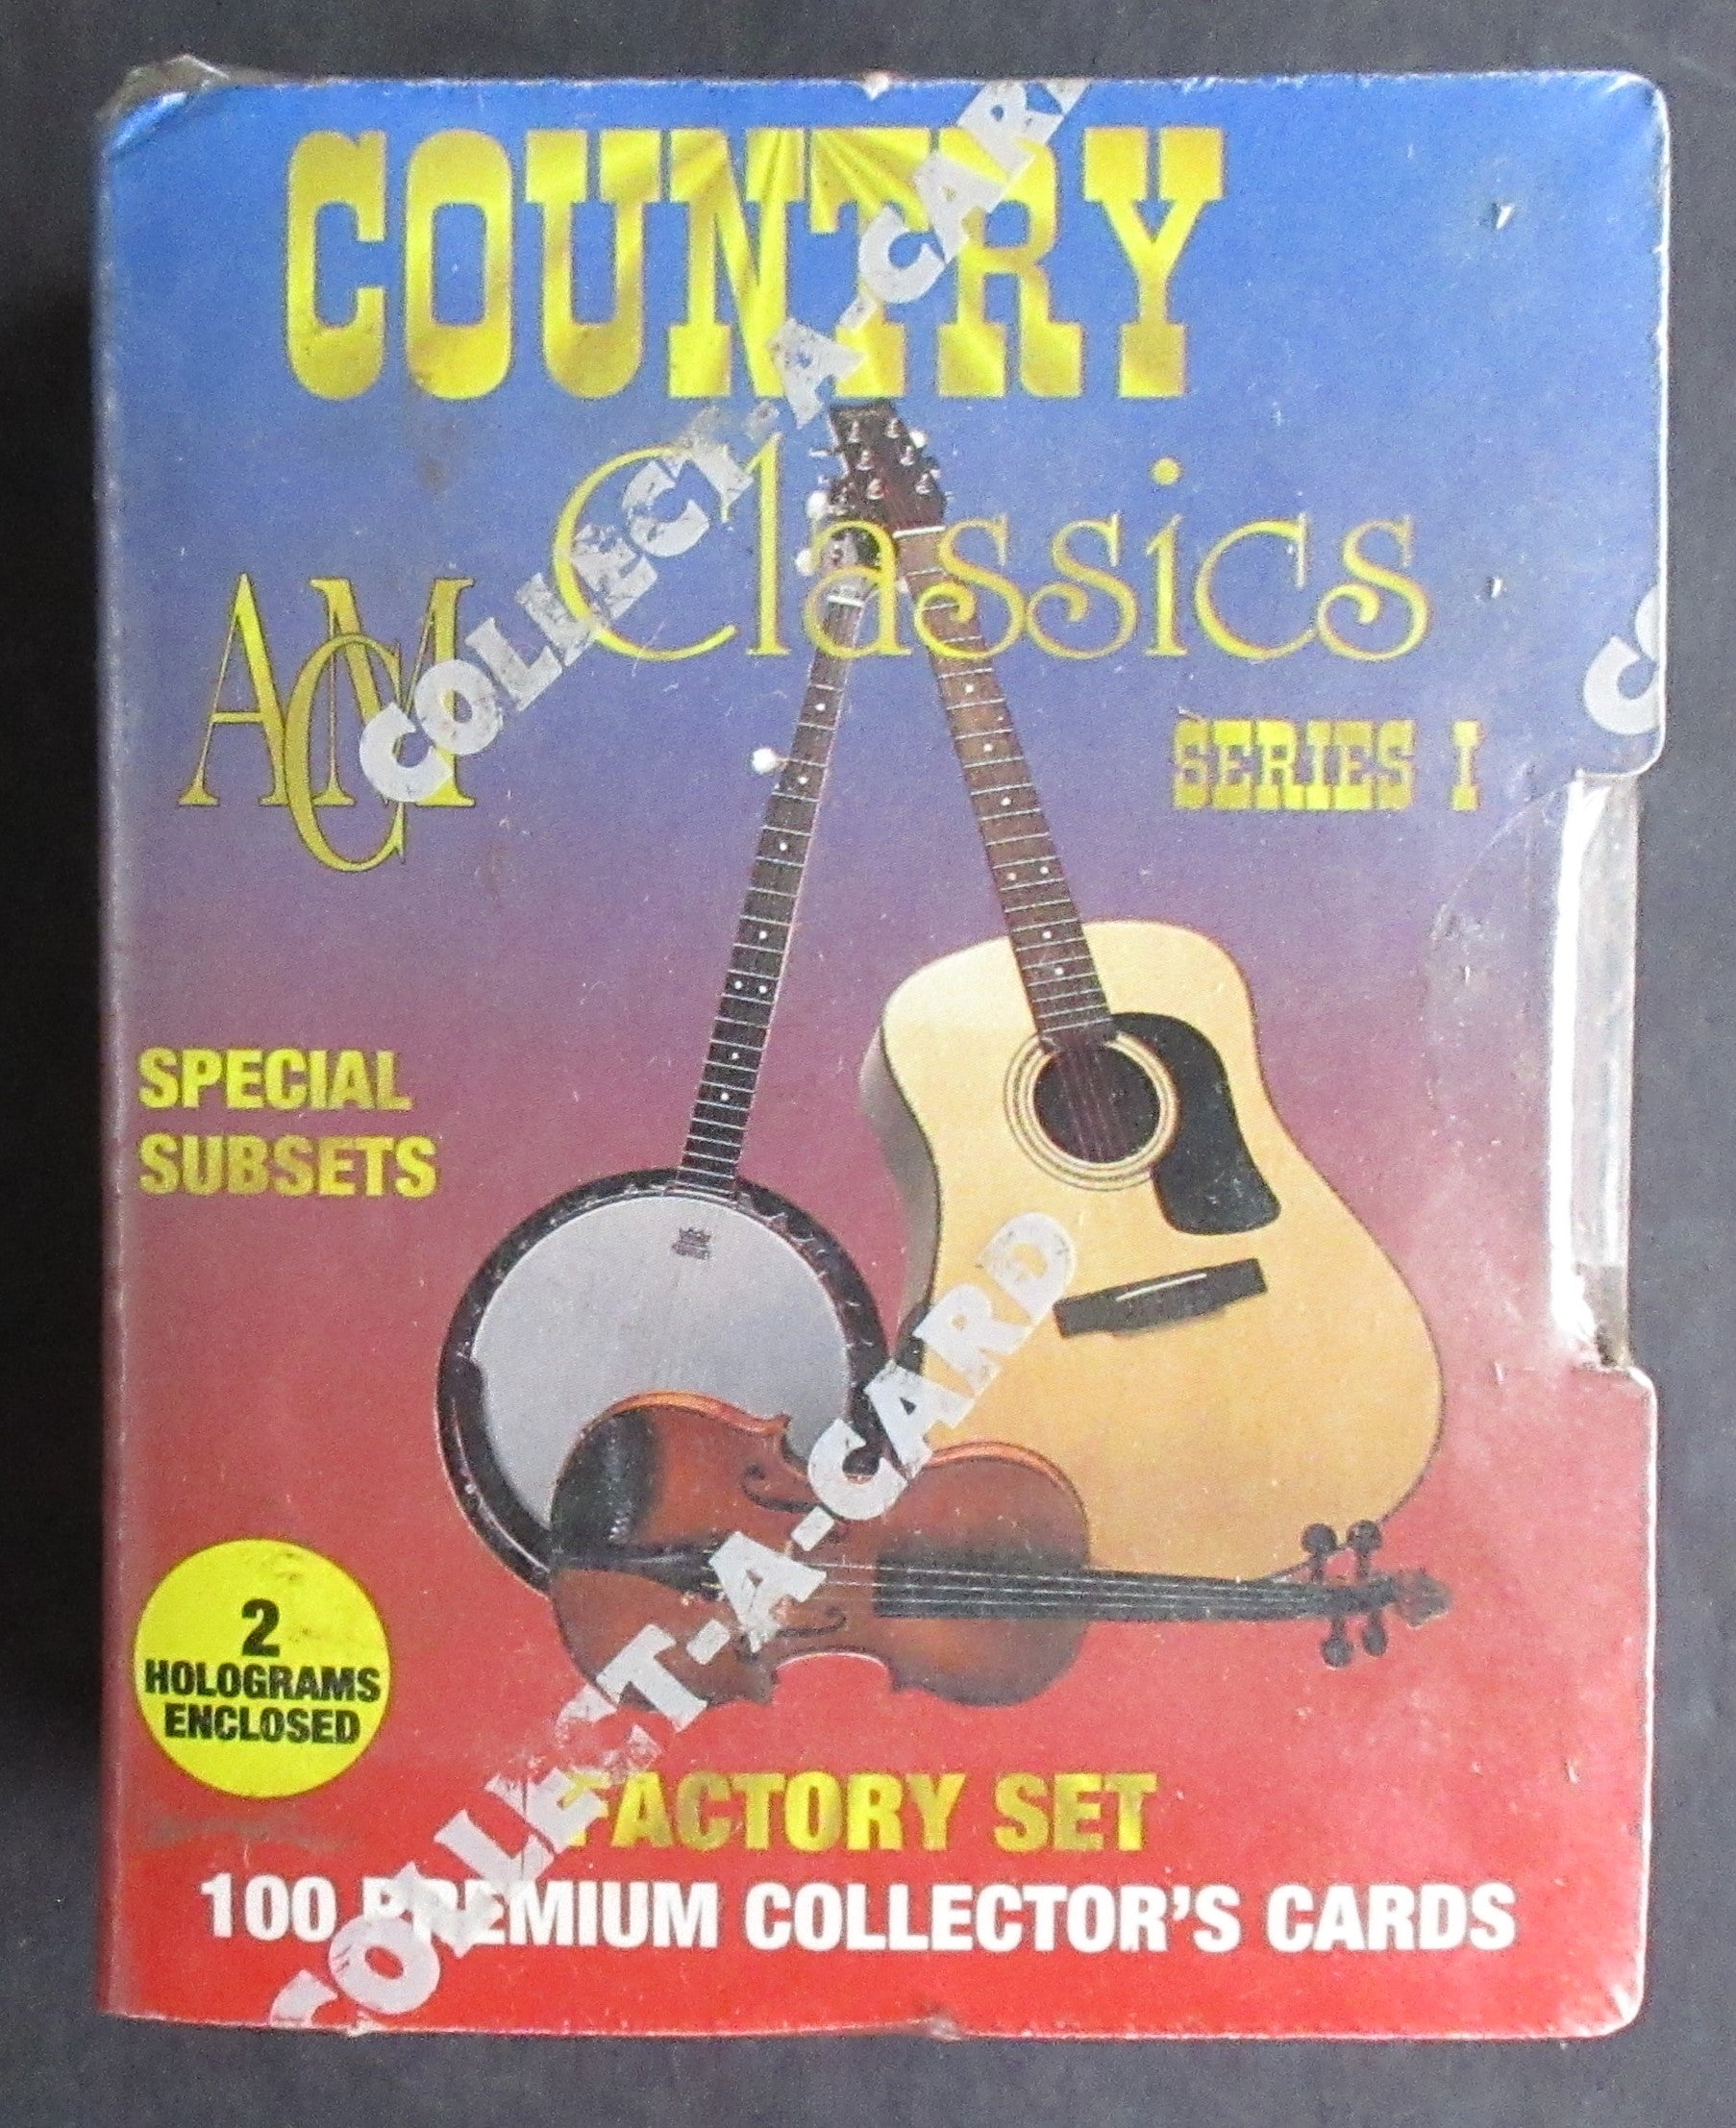 COUNTRY
Classics
ACM
SERIES I
SPECIAL
SUBSETS
2
HOLOGRAMS
ENCLOSED
FACTORY SET
100 PREMIUM COLLECTOR'S CARDS
COLLECT-A-CARD
COLLECT-A-CARD
CO